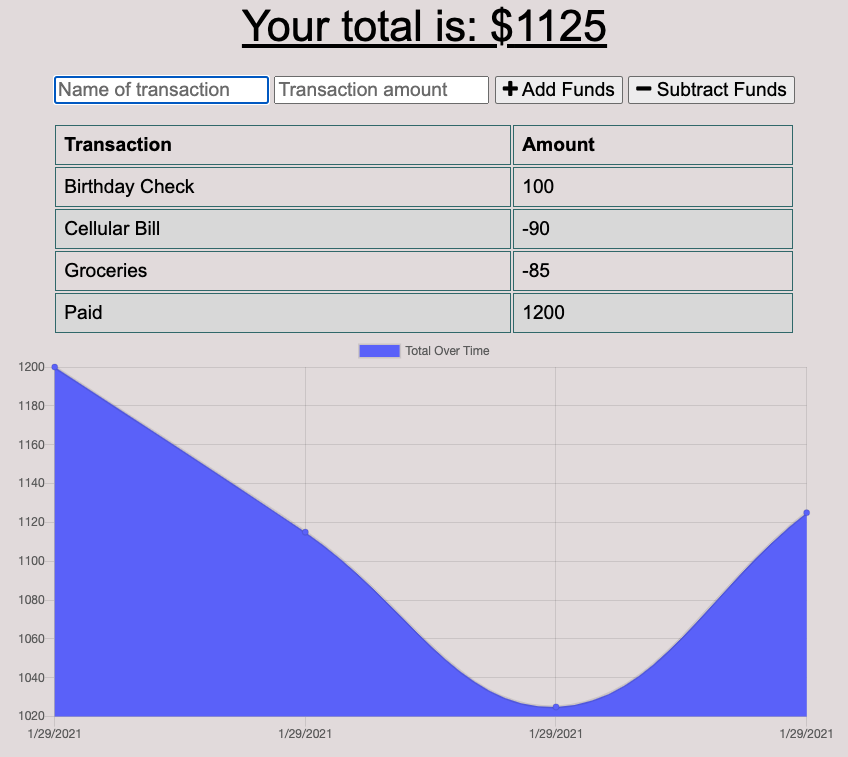 Your total is: $1125
Name of transaction Transaction amount + Add Funds − Subtract Funds
Transaction Amount
Birthday Check 100
Cellular Bill -90
Groceries -85
Paid 1200
Total Over Time
1200
1180
1160
1140
1120
1100
1080
1060
1040
1020
1/29/2021 1/29/2021 1/29/2021 1/29/2021